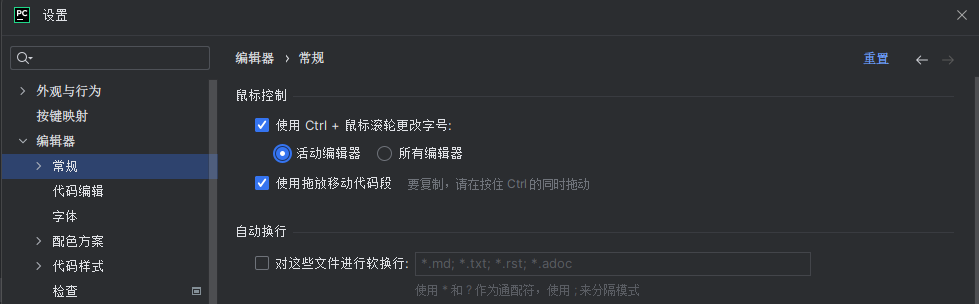 PC 设置
编辑器 › 常规 重置
外观与行为
按键映射
编辑器
常规
代码编辑
字体
配色方案
代码样式
检查
鼠标控制
使用 Ctrl + 鼠标滚轮更改字号:
活动编辑器 所有编辑器
使用拖放移动代码段 要复制，请在按住 Ctrl 的同时拖动
自动换行
对这些文件进行软换行: *.md; *.txt; *.rst; *.adoc
使用 * 和 ? 作为通配符，使用 ; 来分隔模式